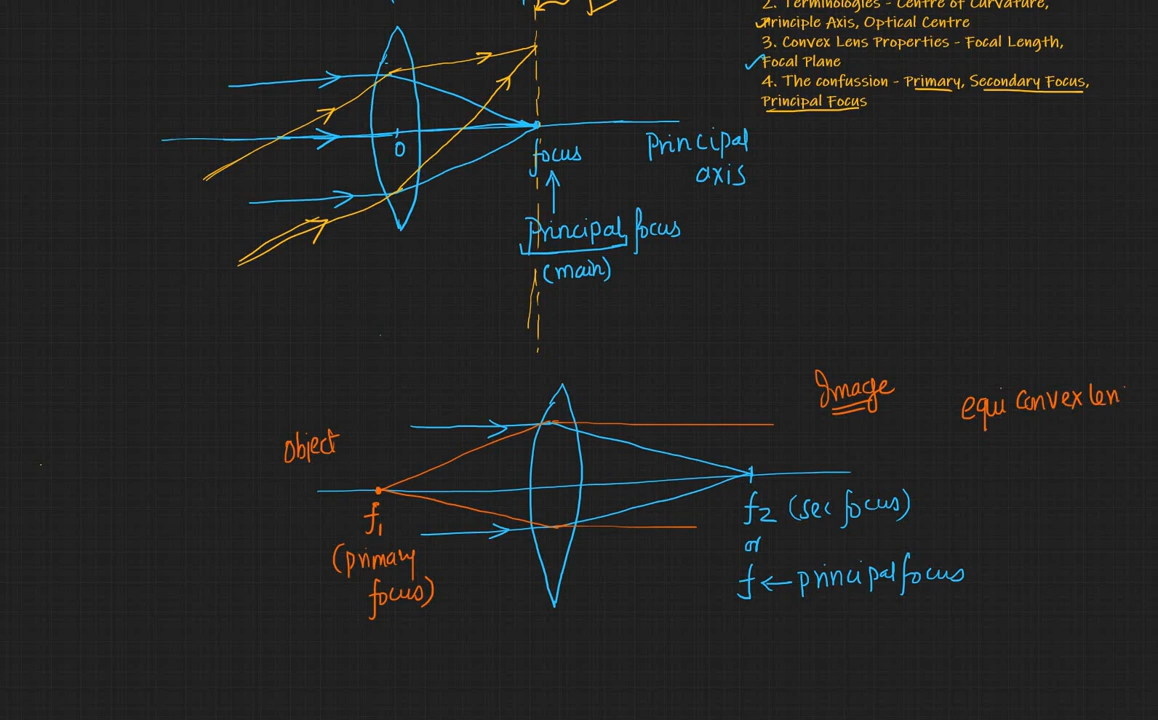 2. Terminologies - Centre of Curvature,
Principle Axis, Optical Centre
3. Convex Lens Properties - Focal Length,
Focal Plane
4. The confussion - Primary, Secondary Focus,
Principal Focus
O
focus
Principal
axis
Principal focus
(main)
Image
equi convex len
Object
f1
(primary
focus)
f2 (sec focus)
or
f ← principal focus